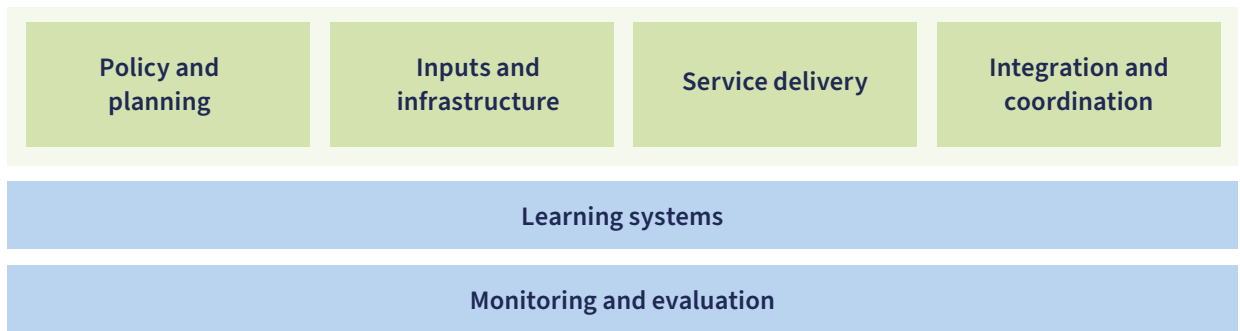 Policy and
planning
Inputs and
infrastructure
Service delivery
Integration and
coordination
Learning systems
Monitoring and evaluation